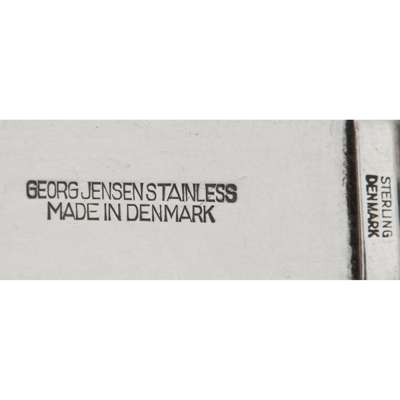 GEORG JENSEN STAINLESS
MADE IN DENMARK
STERLING
DENMARK